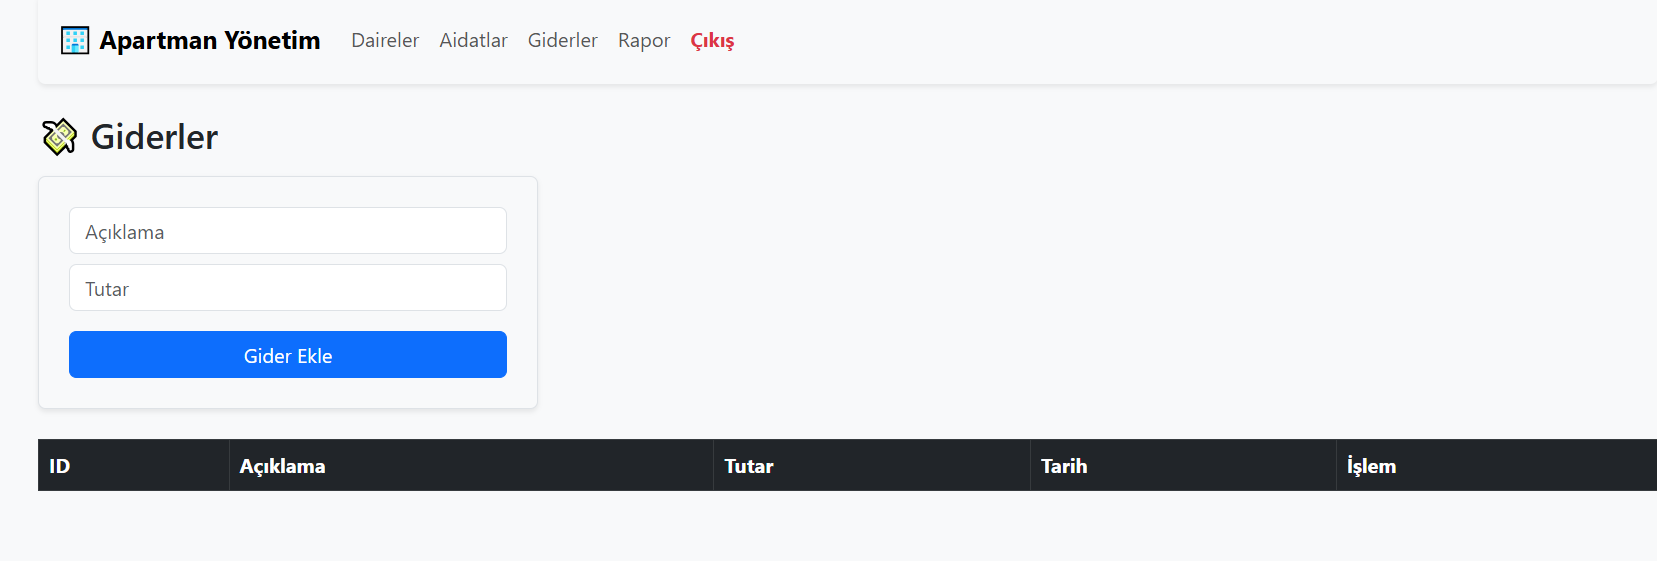 Apartman Yönetim Daireler Aidatlar Giderler Rapor Çıkış
Giderler
Açıklama
Tutar
Gider Ekle
ID Açıklama Tutar Tarih İşlem